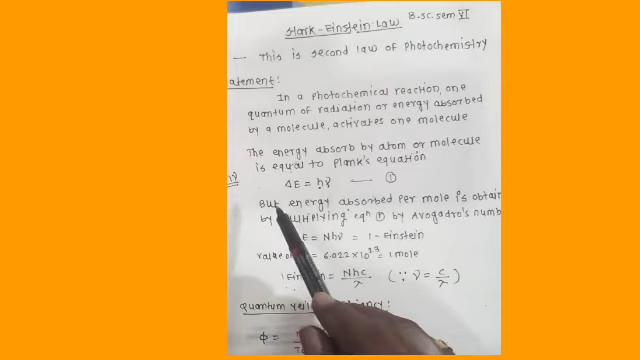 Stark-Einstein Law
B.sc. sem VI
- This is second law of Photochemistry
atement:
In a photochemical reaction, one
quantum of radiation or energy absorbed
by a molecule, activates one molecule
The energy absorb by atom or molecule
is equal to Plank's equation
ΔE = hν — ①
But energy absorbed per mole is obtain
by multiplying eqn ① by Avogadro's numb
E = Nhν = 1 - Einstein
value o = 6.022 × 10²³ = 1 mole
1 Ein n = Nhc/λ (∵ ν = c/λ)
Quantum
φ =